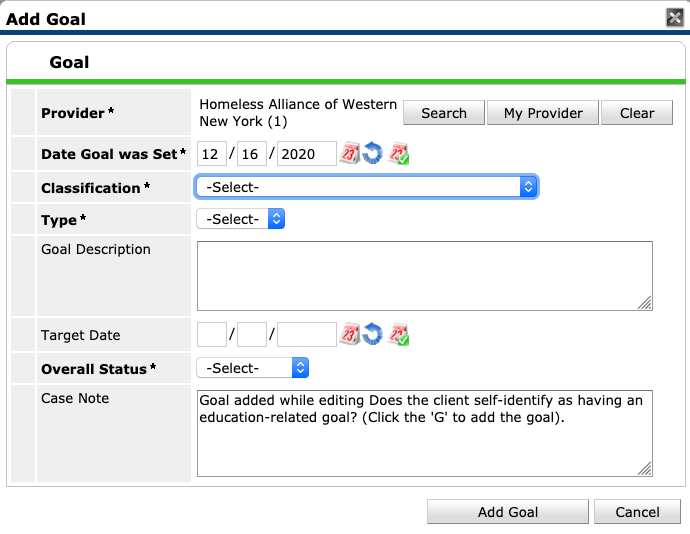 Add Goal
Goal
Provider *
Homeless Alliance of Western
New York (1)
Search
My Provider
Clear
Date Goal was Set *
12 / 16 / 2020
23
Classification *
-Select-
Type *
-Select-
Goal Description
Target Date
/ /
23
Overall Status *
-Select-
Case Note
Goal added while editing Does the client self-identify as having an
education-related goal? (Click the 'G' to add the goal).
Add Goal
Cancel